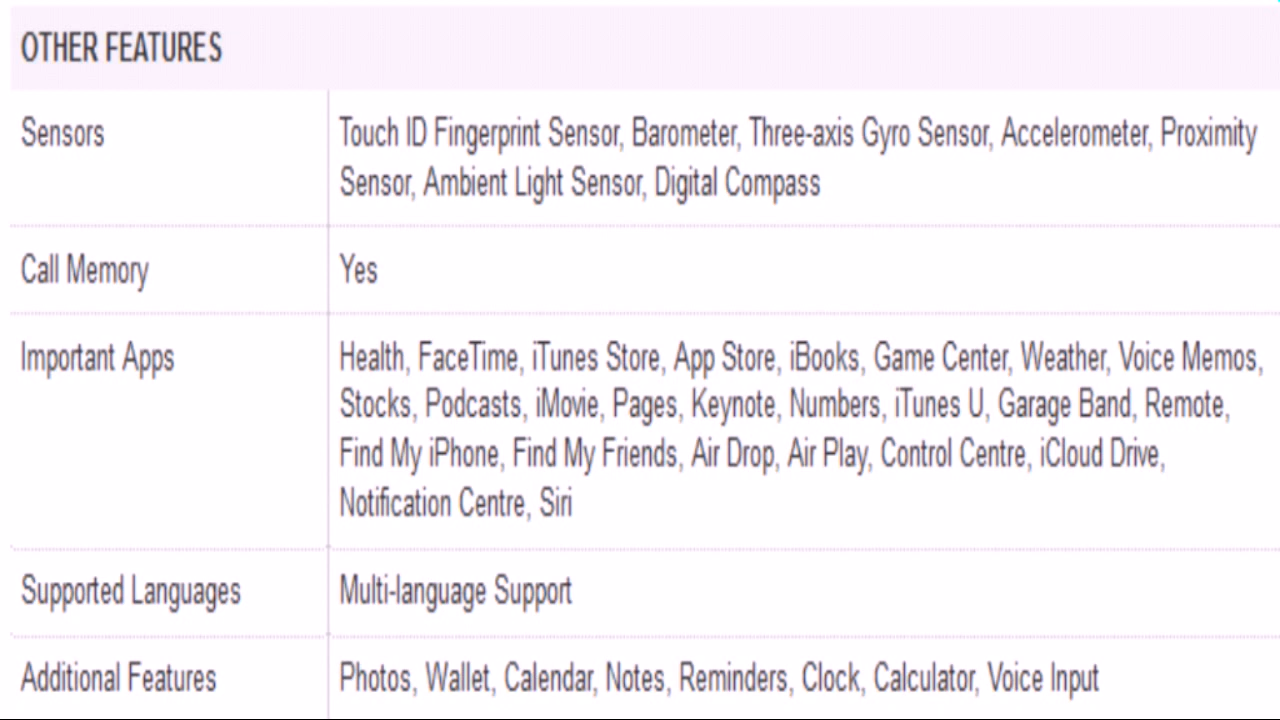 OTHER FEATURES
Sensors
Touch ID Fingerprint Sensor, Barometer, Three-axis Gyro Sensor, Accelerometer, Proximity
Sensor, Ambient Light Sensor, Digital Compass
Call Memory
Yes
Important Apps
Health, FaceTime, iTunes Store, App Store, iBooks, Game Center, Weather, Voice Memos,
Stocks, Podcasts, iMovie, Pages, Keynote, Numbers, iTunes U, Garage Band, Remote,
Find My iPhone, Find My Friends, Air Drop, Air Play, Control Centre, iCloud Drive,
Notification Centre, Siri
Supported Languages
Multi-language Support
Additional Features
Photos, Wallet, Calendar, Notes, Reminders, Clock, Calculator, Voice Input